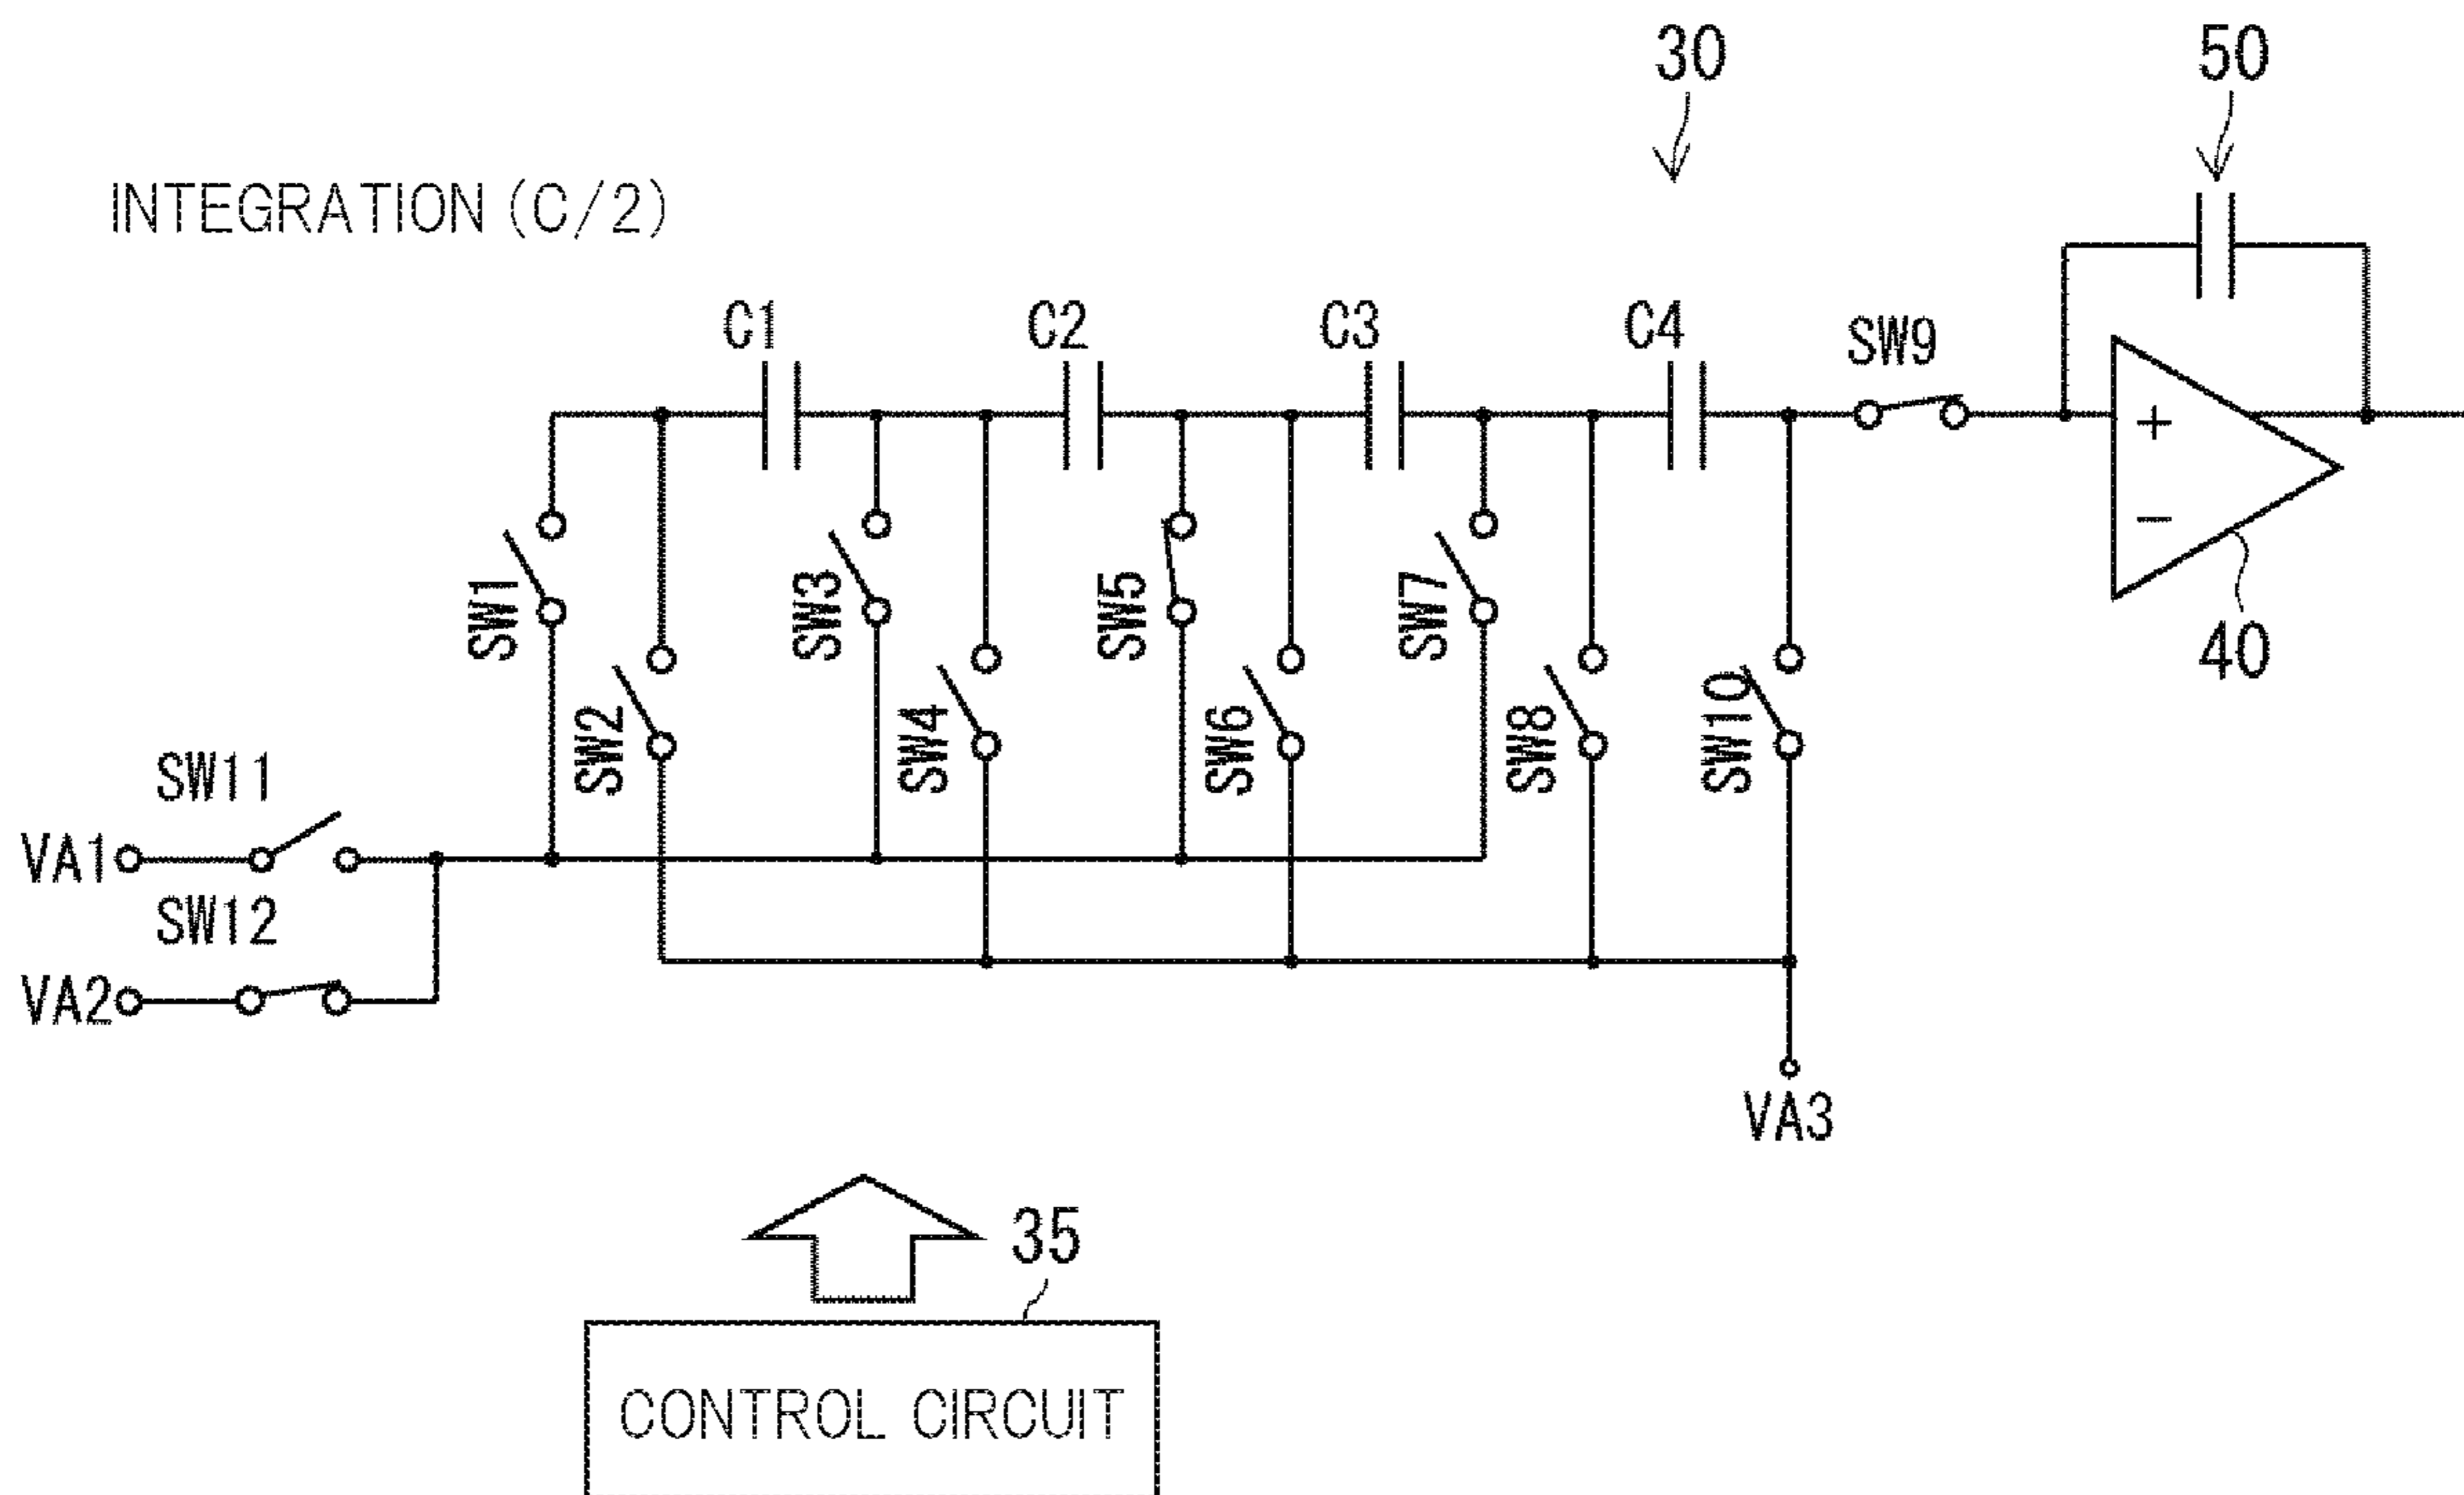 30
50
INTEGRATION (C/2)
C1
C2
C3
C4
SW9
+
−
SW1
SW3
SW5
SW7
40
SW2
SW4
SW6
SW8
SW10
SW11
VA1
SW12
VA2
VA3
35
CONTROL CIRCUIT